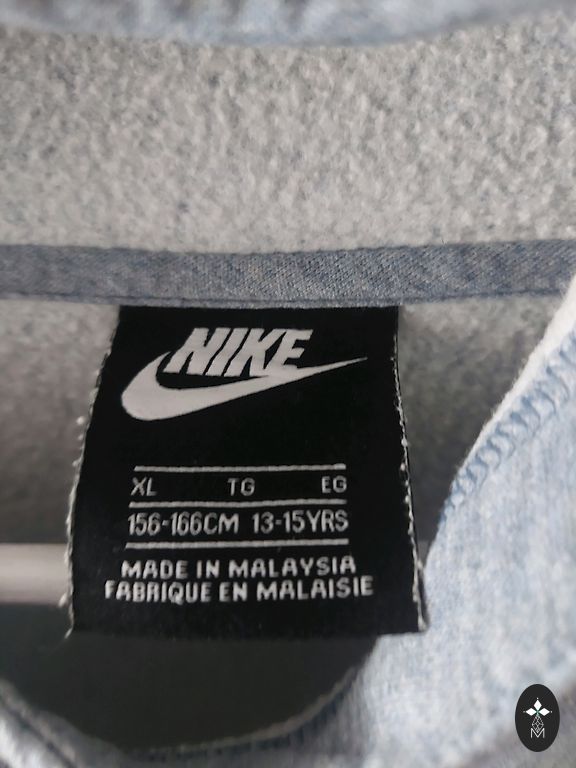 NIKE
XL TG EG
156-166CM 13-15YRS
MADE IN MALAYSIA
FABRIQUE EN MALAISIE
M